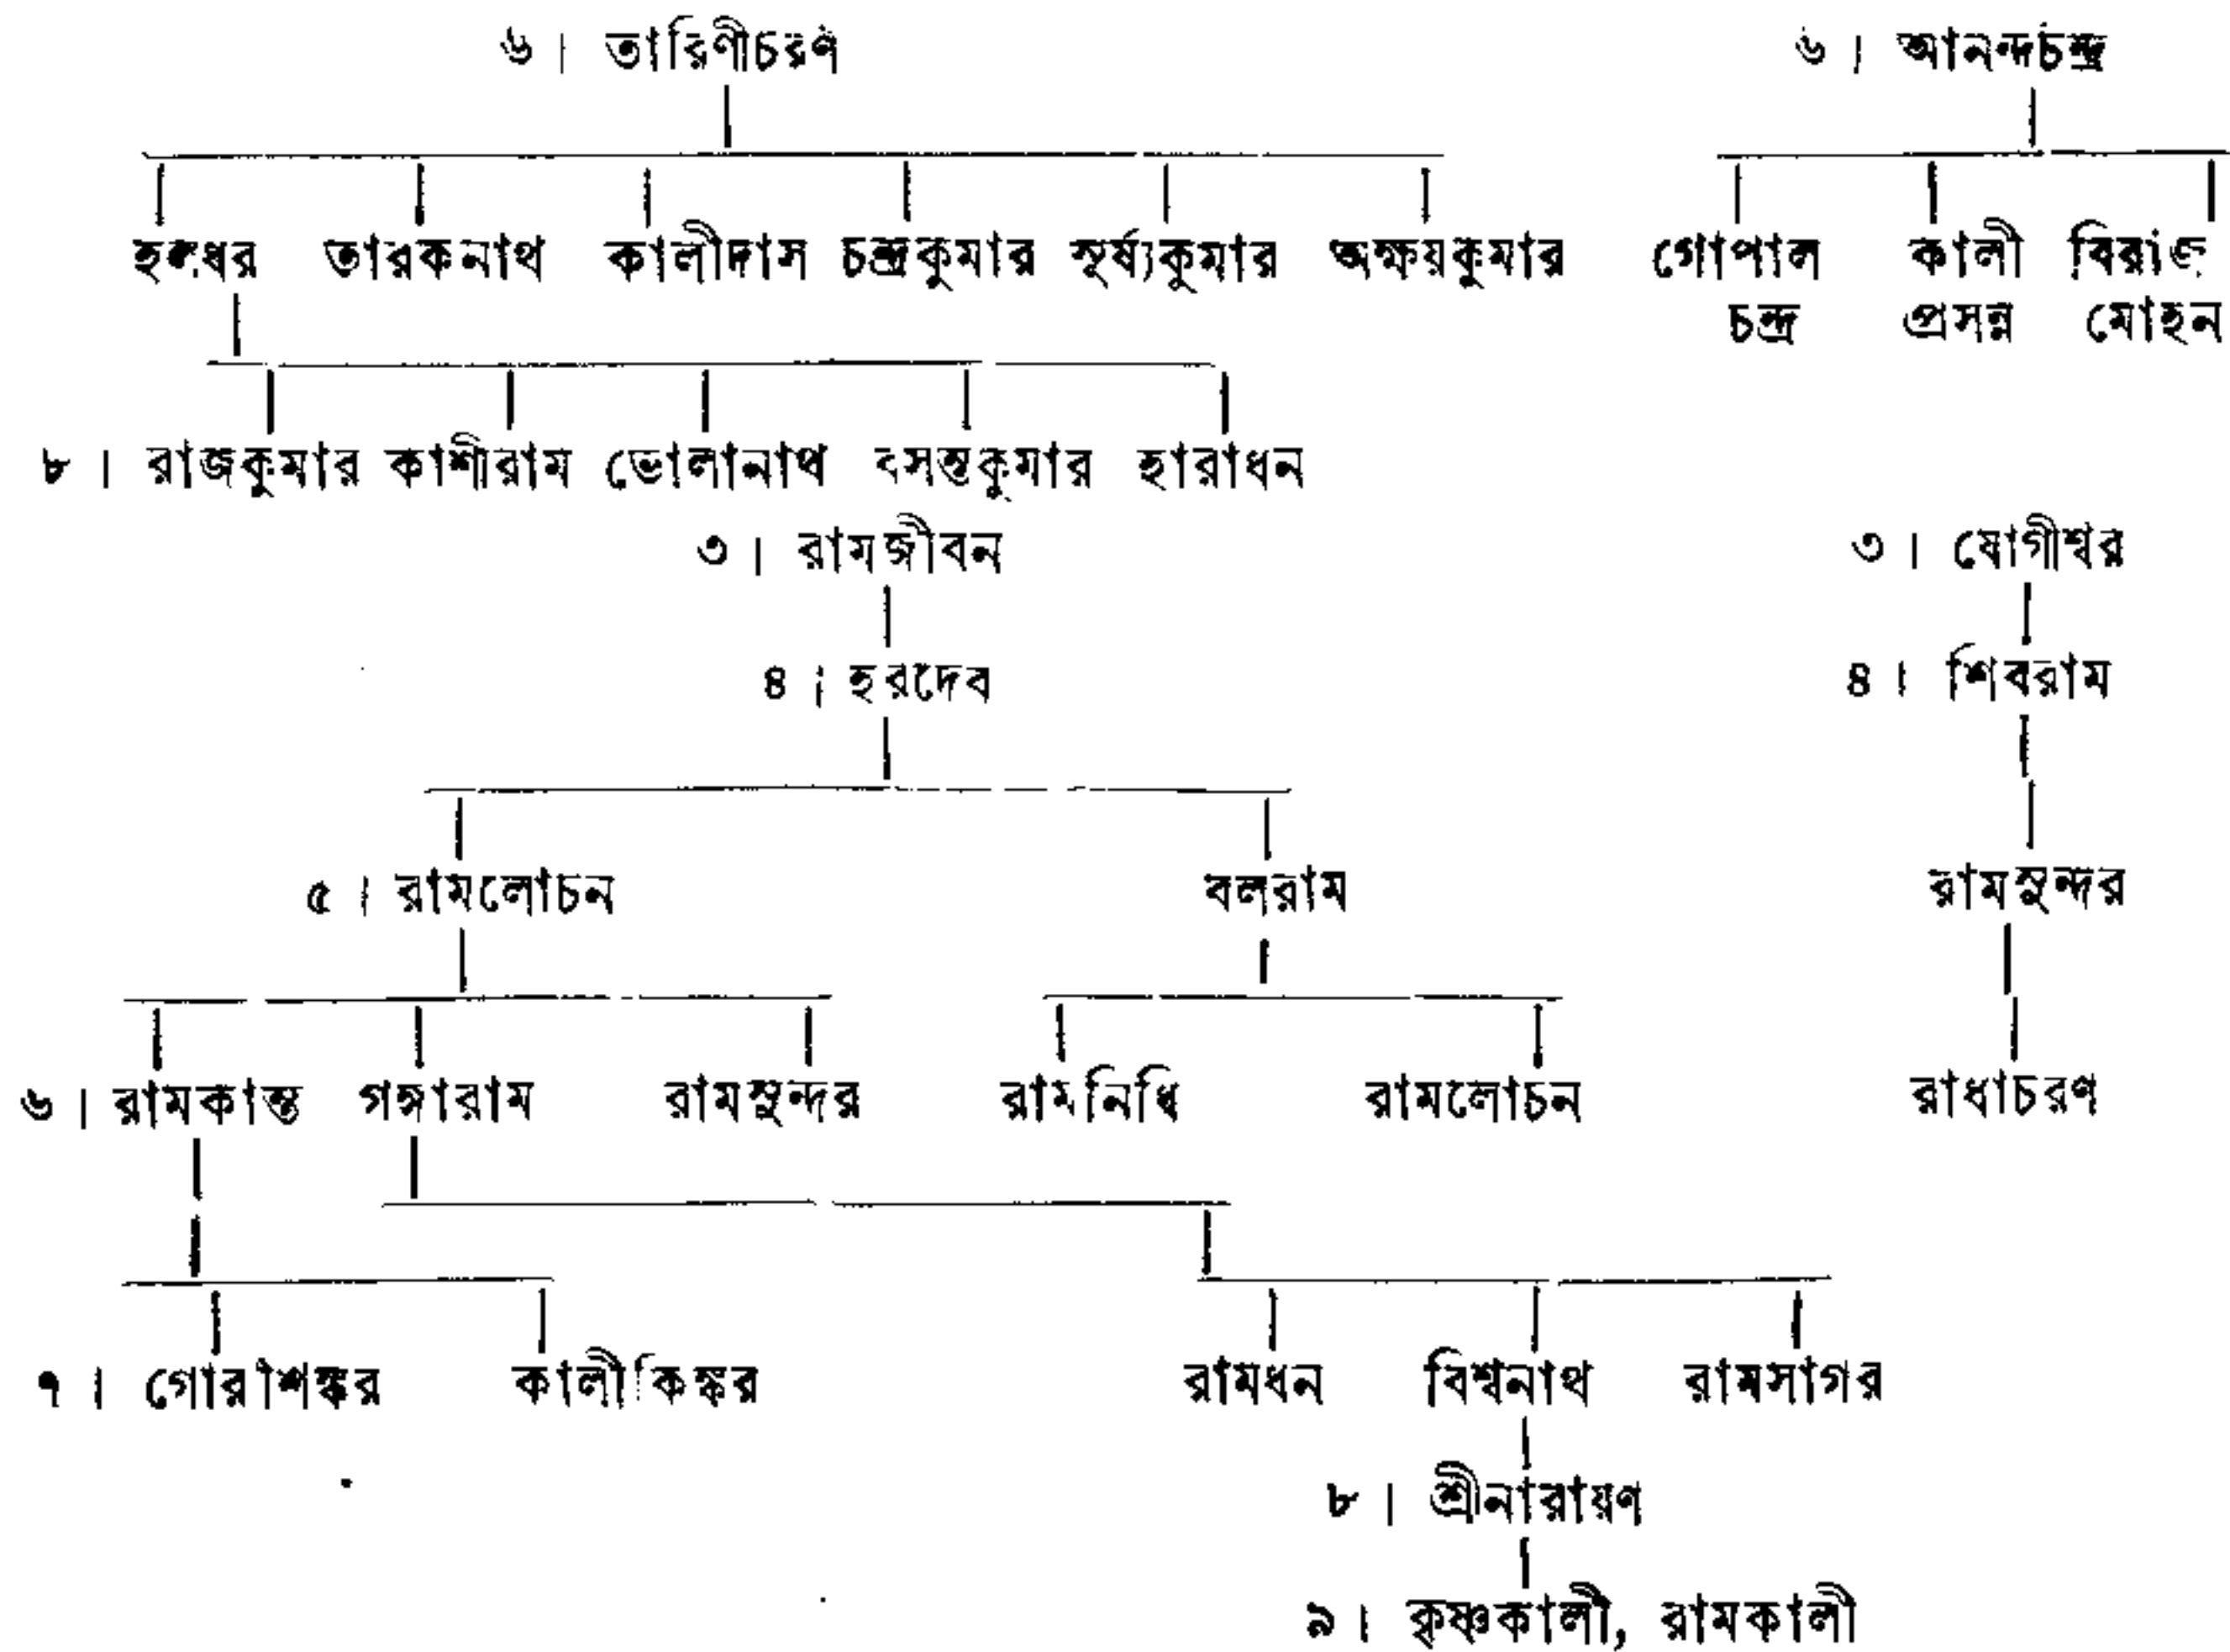 ৬। তারিণীচরণ ৬। আনন্দচন্দ্র
হলধর তারকনাথ কালীদাস চন্দ্রকুমার সূর্য্যকুমার অক্ষয়কুমার গোপাল কালী বিরাজ
চন্দ্র প্রসন্ন মোহন
৮। রাজকুমার কাশীরাম ভোলানাথ বসন্তকুমার হারাধন
৩। রামজীবন ৩। যোগীশ্বর
৪। হরদেব ৪। শিবরাম
৫। রামলোচন বলরাম রামসুন্দর
৬। রামকান্ত গঙ্গারাম রামসুন্দর রামনিধি রামলোচন রাধাচরণ
৭। গোরীশঙ্কর কালীকিঙ্কর রামধন বিশ্বনাথ রামসাগর
৮। শ্রীনারায়ণ
৯। কৃষ্ণকালী, রামকালী